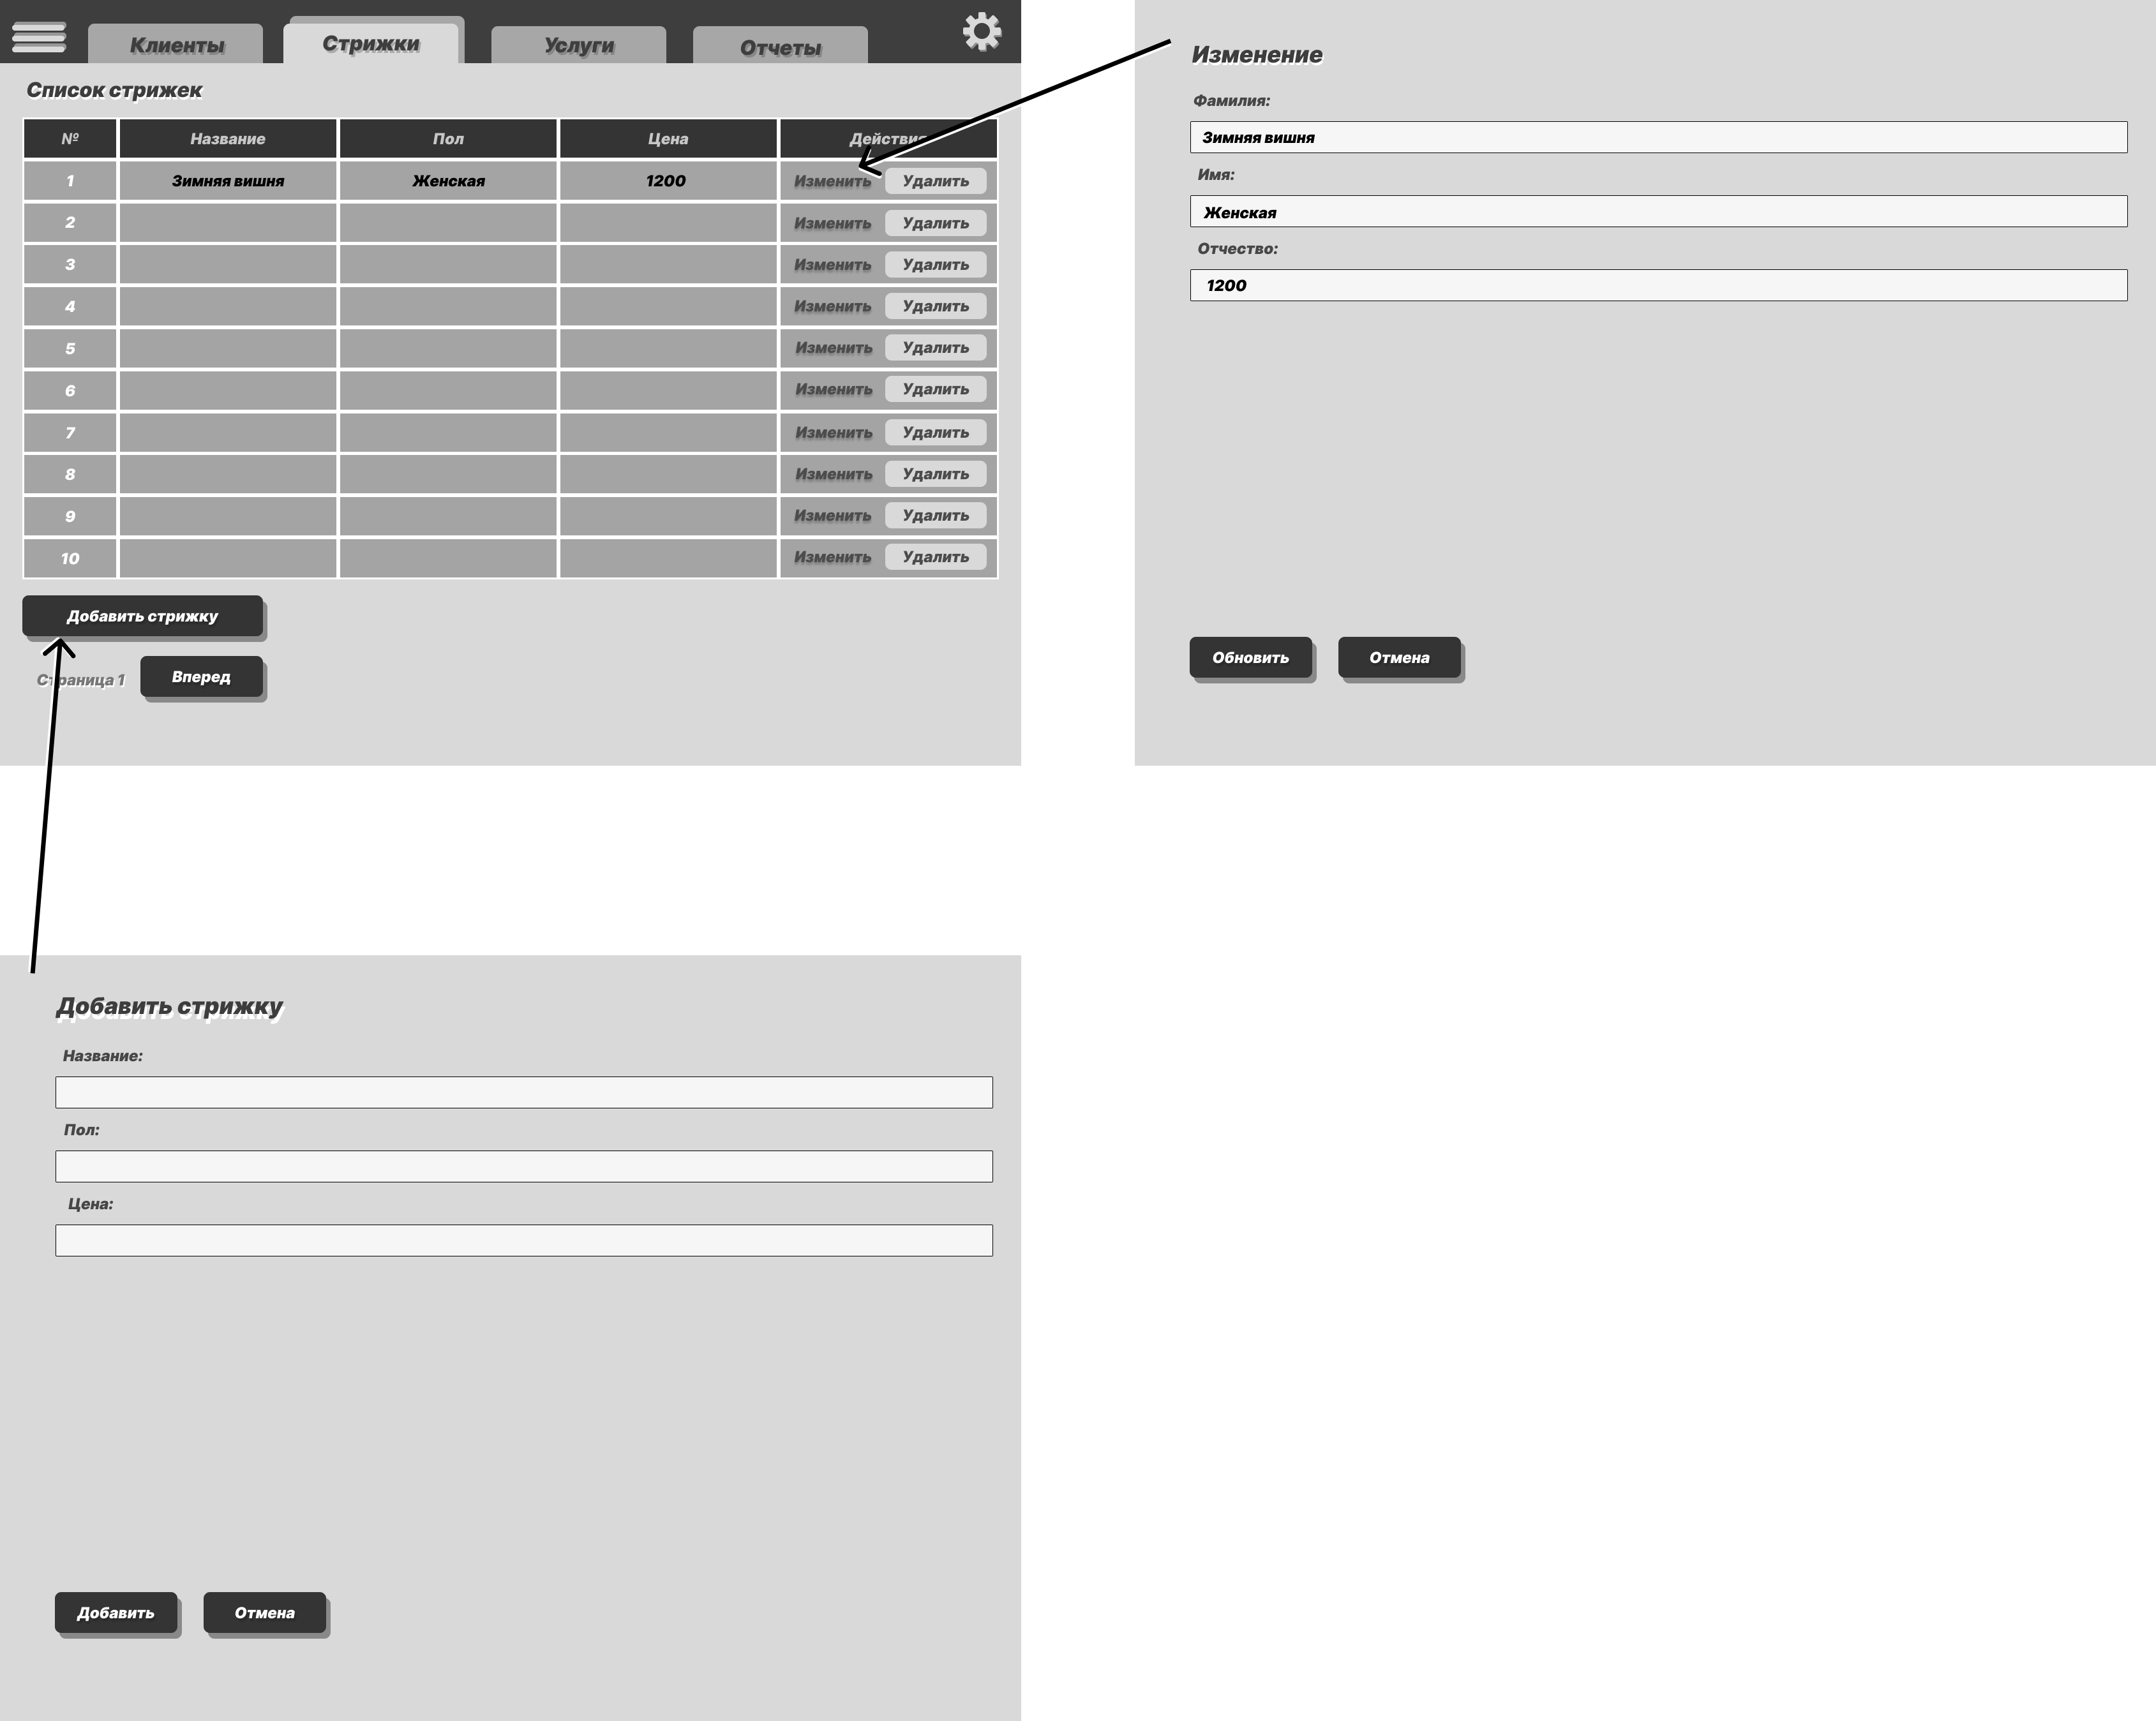 Клиенты Стрижки Услуги Отчеты
Список стрижек
№ Название Пол Цена Действия
1 Зимняя вишня Женская 1200 Изменить Удалить
2 Изменить Удалить
3 Изменить Удалить
4 Изменить Удалить
5 Изменить Удалить
6 Изменить Удалить
7 Изменить Удалить
8 Изменить Удалить
9 Изменить Удалить
10 Изменить Удалить
Добавить стрижку
Страница 1 Вперед
Изменение
Фамилия:
Зимняя вишня
Имя:
Женская
Отчество:
1200
Обновить Отмена
Добавить стрижку
Название:
Пол:
Цена:
Добавить Отмена